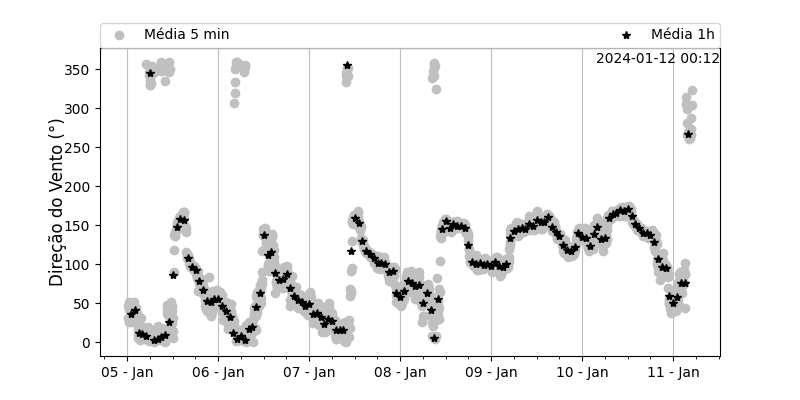 Média 5 min
Média 1h
2024-01-12 00:12
Direção do Vento (°)
350
300
250
200
150
100
50
0
05 - Jan
06 - Jan
07 - Jan
08 - Jan
09 - Jan
10 - Jan
11 - Jan